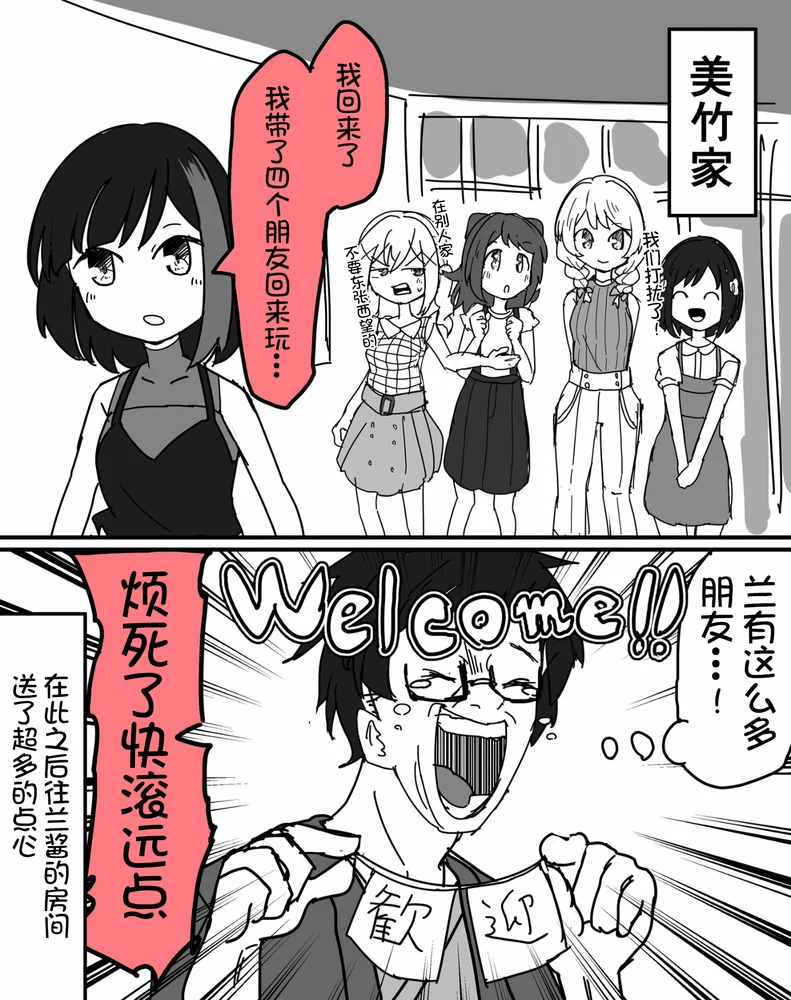 美竹家
我回来了
我带了四个朋友回来玩…
我们打扰了!
在别人家
不要东张西望的
Welcome!!
兰有这么多
朋友…!
烦死了快滚远点
歓
迎
在此之后往兰酱的房间
送了超多的点心